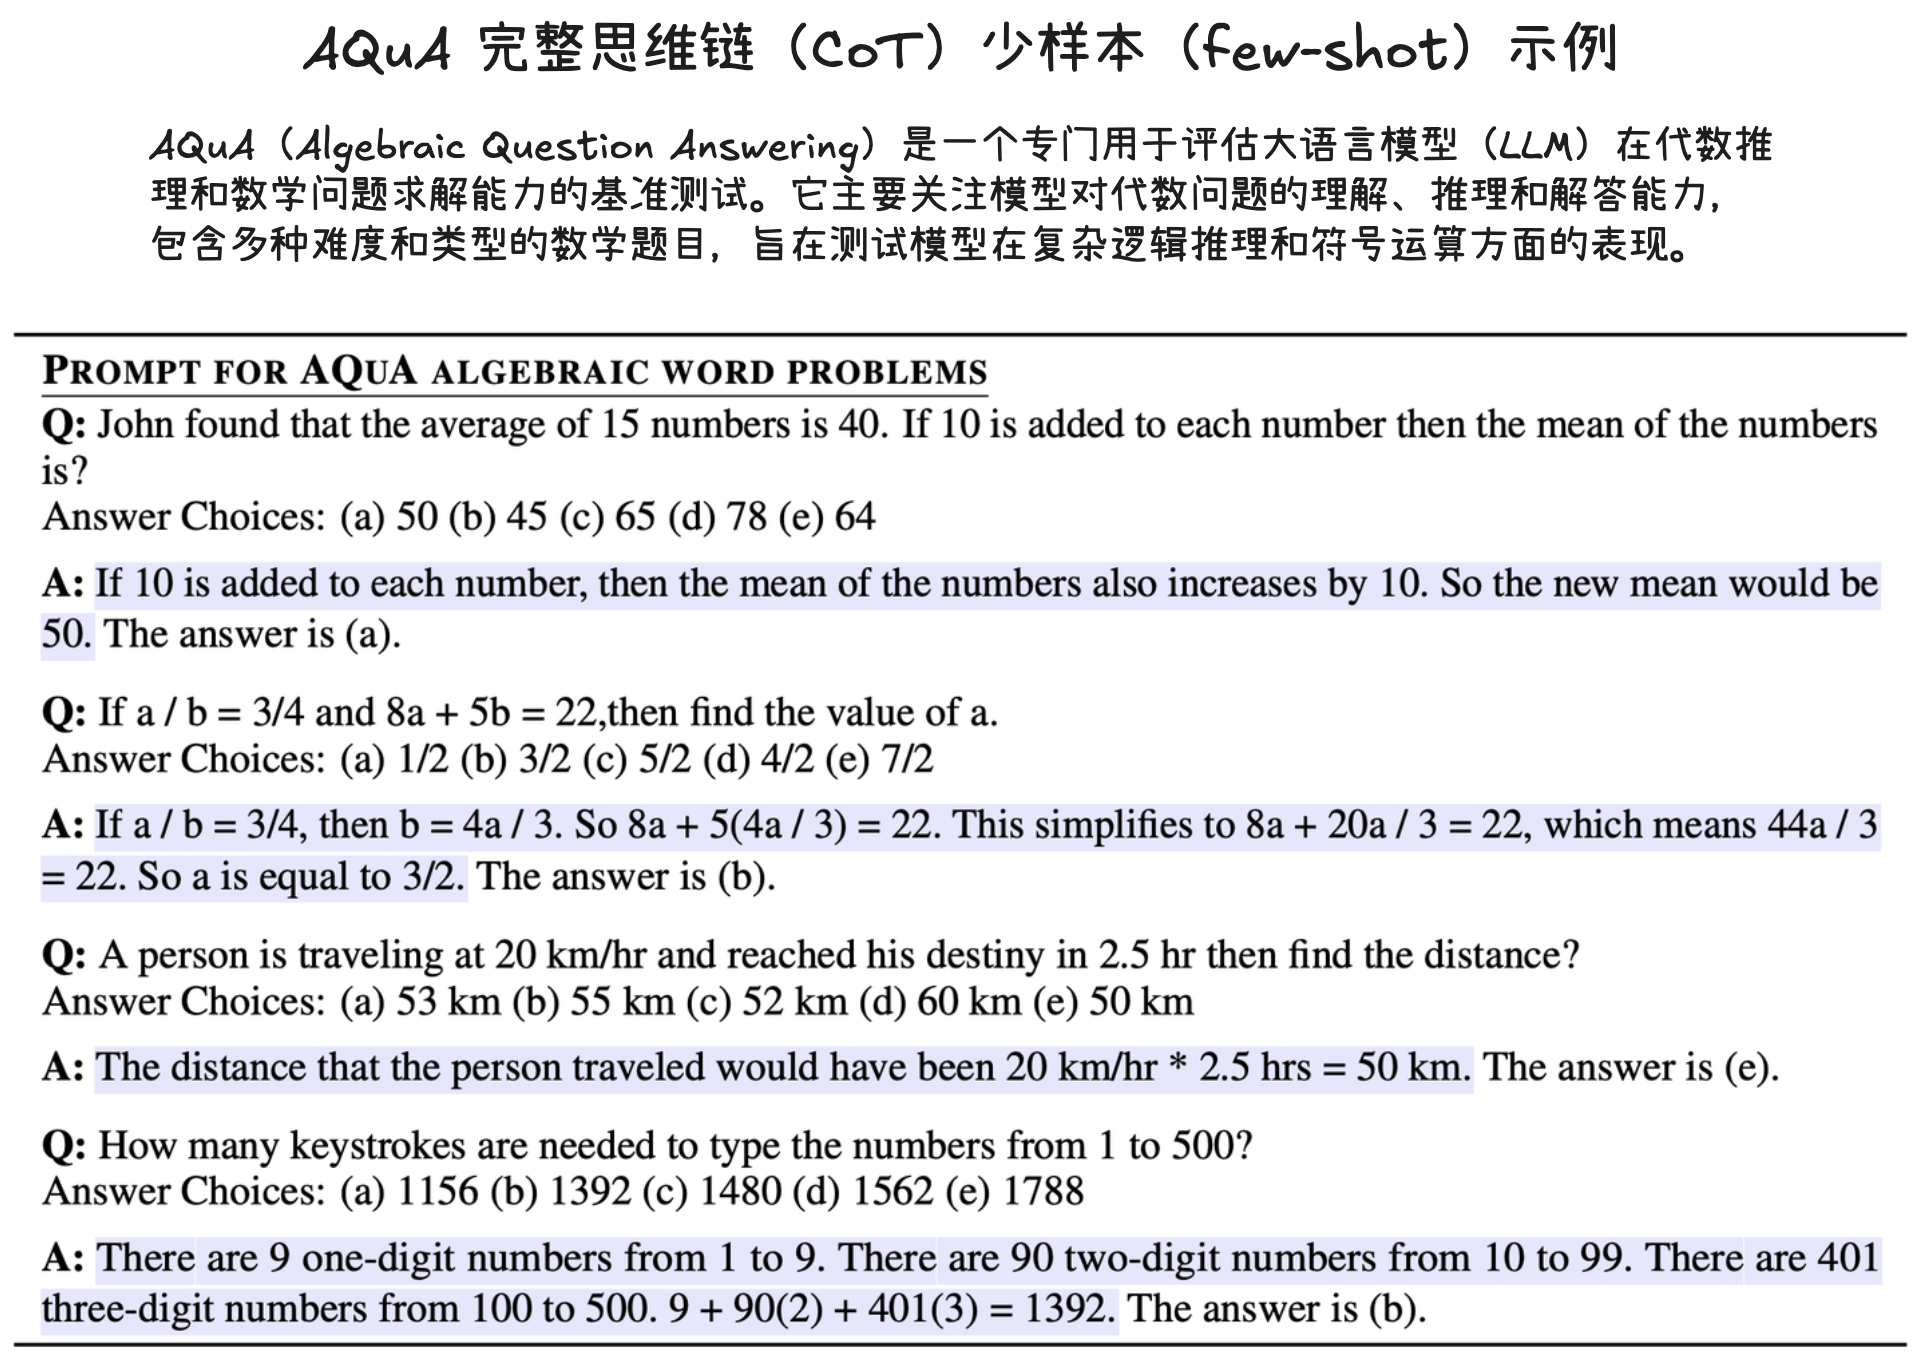 AQuA 完整思维链（CoT）少样本（few-shot）示例
AQuA（Algebraic Question Answering）是一个专门用于评估大语言模型（LLM）在代数推
理和数学问题求解能力的基准测试。它主要关注模型对代数问题的理解、推理和解答能力，
包含多种难度和类型的数学题目，旨在测试模型在复杂逻辑推理和符号运算方面的表现。
PROMPT FOR AQUA ALGEBRAIC WORD PROBLEMS
Q: John found that the average of 15 numbers is 40. If 10 is added to each number then the mean of the numbers
is?
Answer Choices: (a) 50 (b) 45 (c) 65 (d) 78 (e) 64
A: If 10 is added to each number, then the mean of the numbers also increases by 10. So the new mean would be
50. The answer is (a).
Q: If a / b = 3/4 and 8a + 5b = 22,then find the value of a.
Answer Choices: (a) 1/2 (b) 3/2 (c) 5/2 (d) 4/2 (e) 7/2
A: If a / b = 3/4, then b = 4a / 3. So 8a + 5(4a / 3) = 22. This simplifies to 8a + 20a / 3 = 22, which means 44a / 3
= 22. So a is equal to 3/2. The answer is (b).
Q: A person is traveling at 20 km/hr and reached his destiny in 2.5 hr then find the distance?
Answer Choices: (a) 53 km (b) 55 km (c) 52 km (d) 60 km (e) 50 km
A: The distance that the person traveled would have been 20 km/hr * 2.5 hrs = 50 km. The answer is (e).
Q: How many keystrokes are needed to type the numbers from 1 to 500?
Answer Choices: (a) 1156 (b) 1392 (c) 1480 (d) 1562 (e) 1788
A: There are 9 one-digit numbers from 1 to 9. There are 90 two-digit numbers from 10 to 99. There are 401
three-digit numbers from 100 to 500. 9 + 90(2) + 401(3) = 1392. The answer is (b).